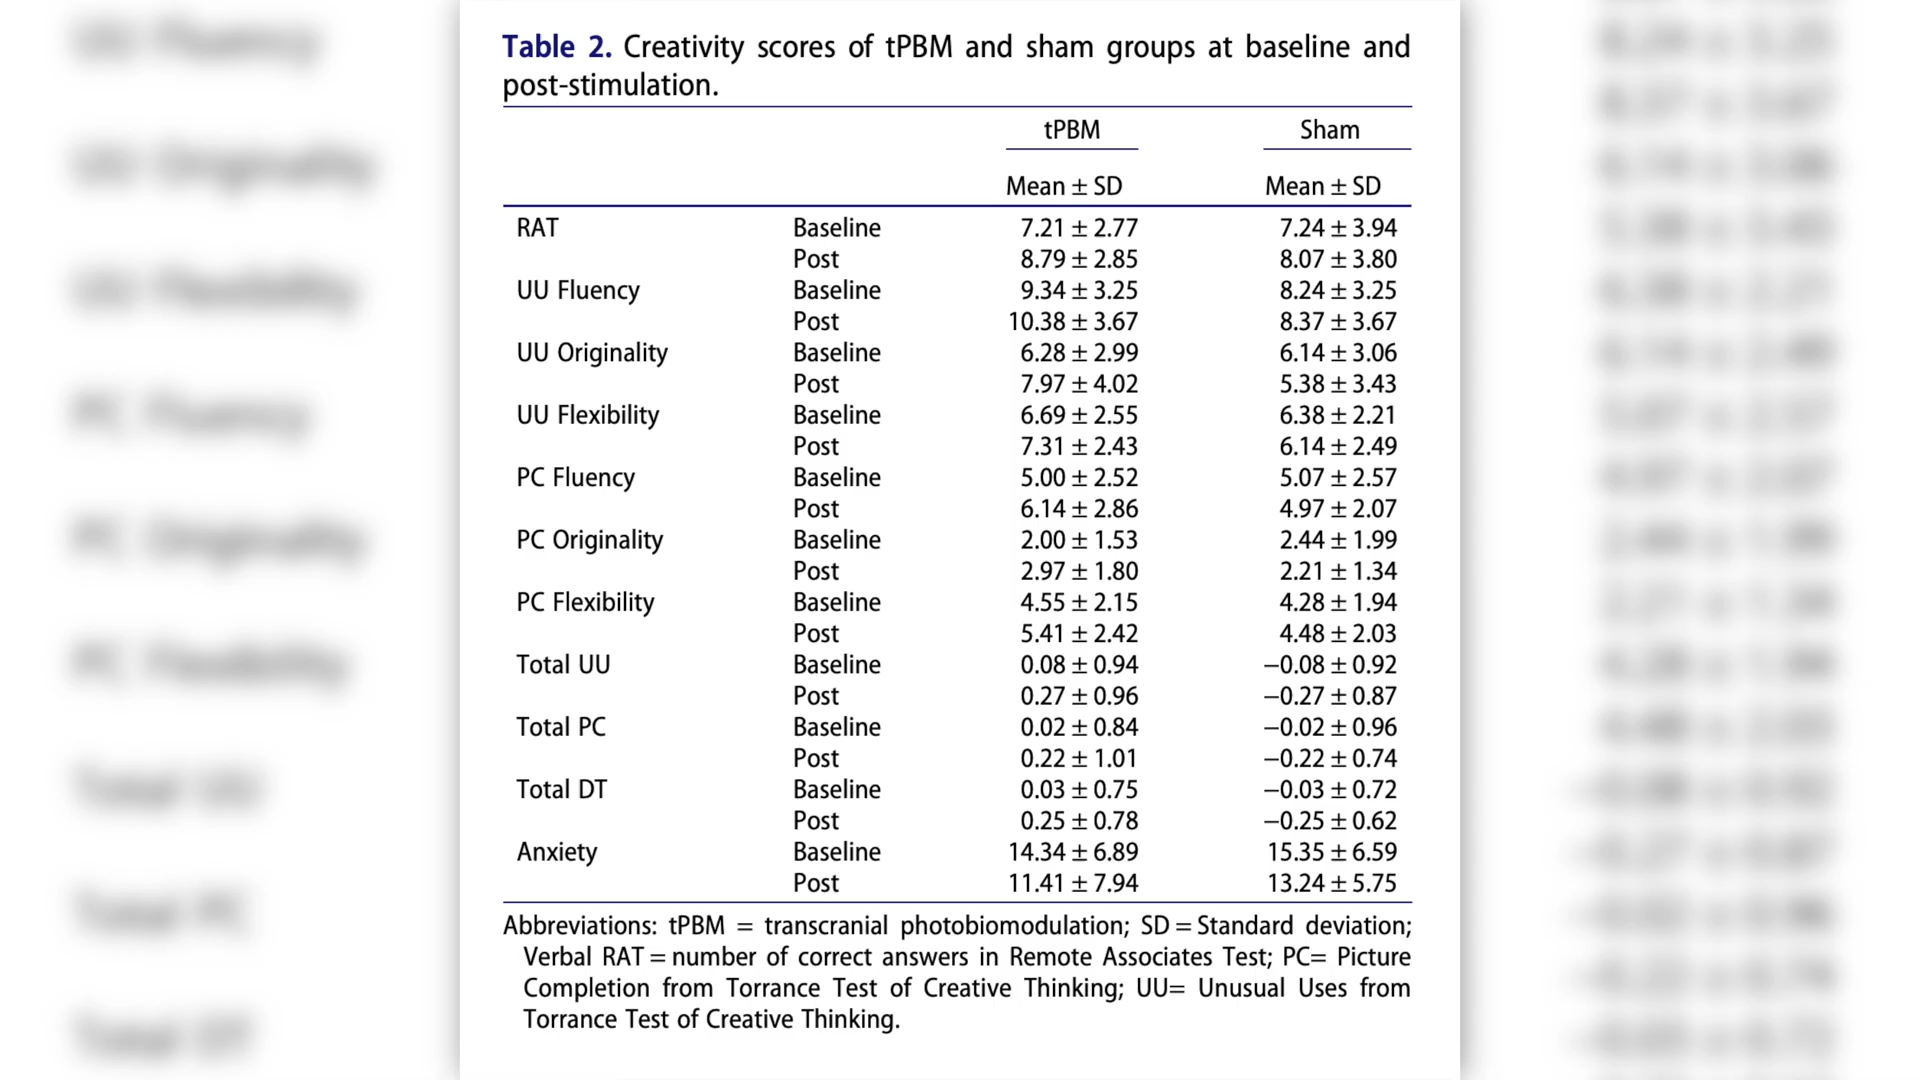 Table 2. Creativity scores of tPBM and sham groups at baseline and
post-stimulation.
tPBM Sham
Mean ± SD Mean ± SD
RAT Baseline 7.21 ± 2.77 7.24 ± 3.94
Post 8.79 ± 2.85 8.07 ± 3.80
UU Fluency Baseline 9.34 ± 3.25 8.24 ± 3.25
Post 10.38 ± 3.67 8.37 ± 3.67
UU Originality Baseline 6.28 ± 2.99 6.14 ± 3.06
Post 7.97 ± 4.02 5.38 ± 3.43
UU Flexibility Baseline 6.69 ± 2.55 6.38 ± 2.21
Post 7.31 ± 2.43 6.14 ± 2.49
PC Fluency Baseline 5.00 ± 2.52 5.07 ± 2.57
Post 6.14 ± 2.86 4.97 ± 2.07
PC Originality Baseline 2.00 ± 1.53 2.44 ± 1.99
Post 2.97 ± 1.80 2.21 ± 1.34
PC Flexibility Baseline 4.55 ± 2.15 4.28 ± 1.94
Post 5.41 ± 2.42 4.48 ± 2.03
Total UU Baseline 0.08 ± 0.94 −0.08 ± 0.92
Post 0.27 ± 0.96 −0.27 ± 0.87
Total PC Baseline 0.02 ± 0.84 −0.02 ± 0.96
Post 0.22 ± 1.01 −0.22 ± 0.74
Total DT Baseline 0.03 ± 0.75 −0.03 ± 0.72
Post 0.25 ± 0.78 −0.25 ± 0.62
Anxiety Baseline 14.34 ± 6.89 15.35 ± 6.59
Post 11.41 ± 7.94 13.24 ± 5.75
Abbreviations: tPBM = transcranial photobiomodulation; SD = Standard deviation;
Verbal RAT = number of correct answers in Remote Associates Test; PC= Picture
Completion from Torrance Test of Creative Thinking; UU= Unusual Uses from
Torrance Test of Creative Thinking.